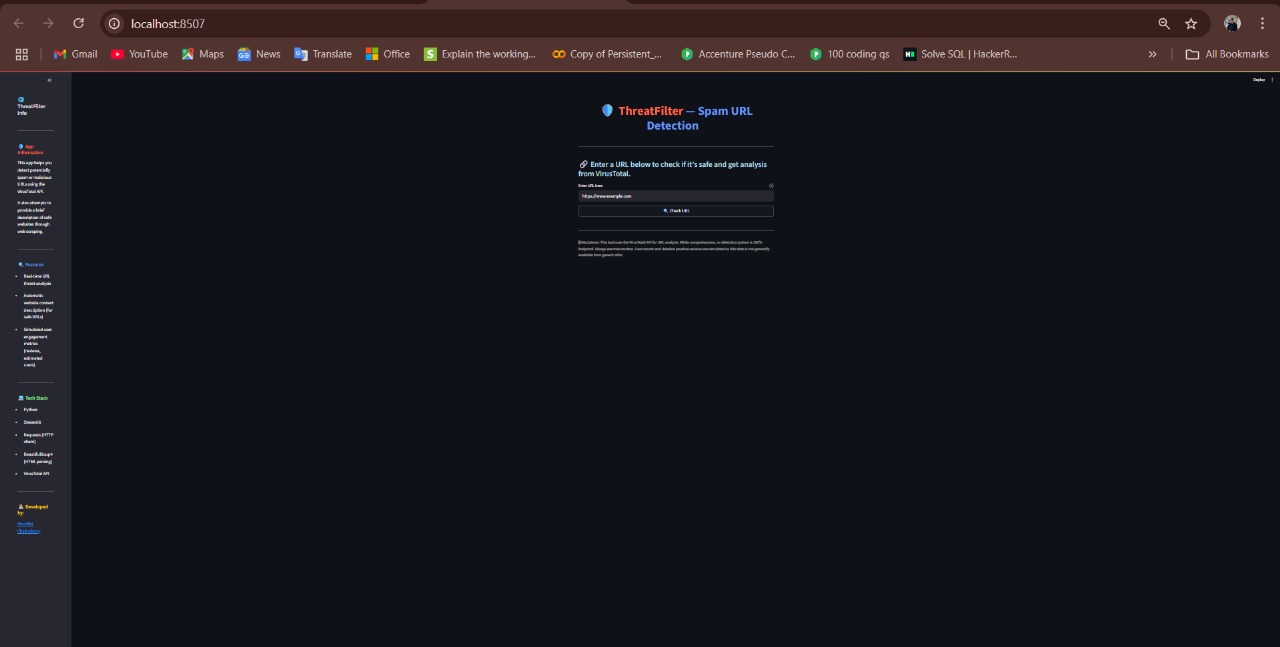 localhost:8507
Gmail
YouTube
Maps
News
Translate
Office
Explain the working...
Copy of Persistent_...
Accenture Pseudo C...
100 coding qs
Solve SQL | HackerR...
»
All Bookmarks
Deploy
ThreatFilter
Info
App
Information
This app helps you
detect potentially
spam or malicious
URLs using the
VirusTotal API.
It also attempts to
provide a brief
description of safe
websites through
web scraping.
Features
Real-time URL
threat analysis
Automatic
website content
description (for
safe URLs)
Simulated user
engagement
metrics
(reviews,
estimated
users)
Tech Stack
Python
Streamlit
Requests (HTTP
client)
BeautifulSoup4
(HTML parsing)
VirusTotal API
Developed
by:
ThreatFilter — Spam URL
Detection
Enter a URL below to check if it's safe and get analysis
from VirusTotal.
Enter URL here
https://www.example.com
Check URL
Disclaimer: This tool uses the VirusTotal API for URL analysis. While comprehensive, no detection system is 100%
foolproof. Always exercise caution. User counts and detailed positive reviews are simulated as this data is not generally
available from generic URLs.